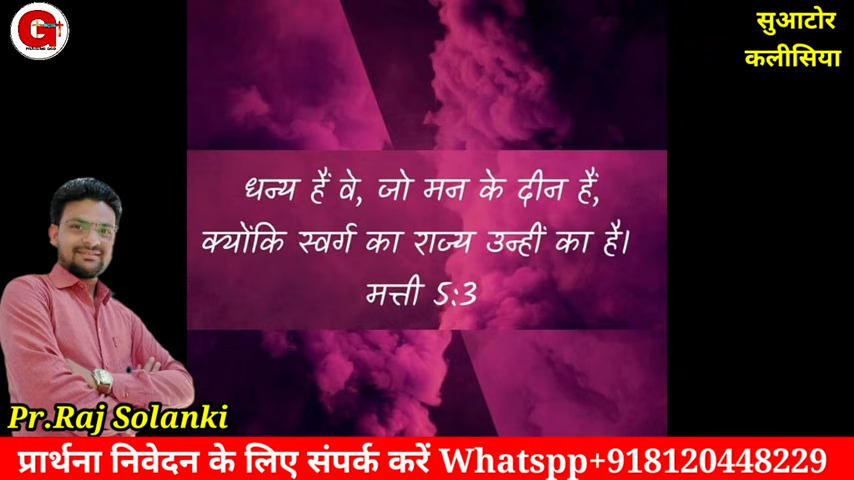 G
सुआटोर
कलीसिया
धन्य हैं वे, जो मन के दीन हैं,
क्योंकि स्वर्ग का राज्य उन्हीं का है।
मत्ती 5:3
Pr.Raj Solanki
प्रार्थना निवेदन के लिए संपर्क करें Whatspp+918120448229